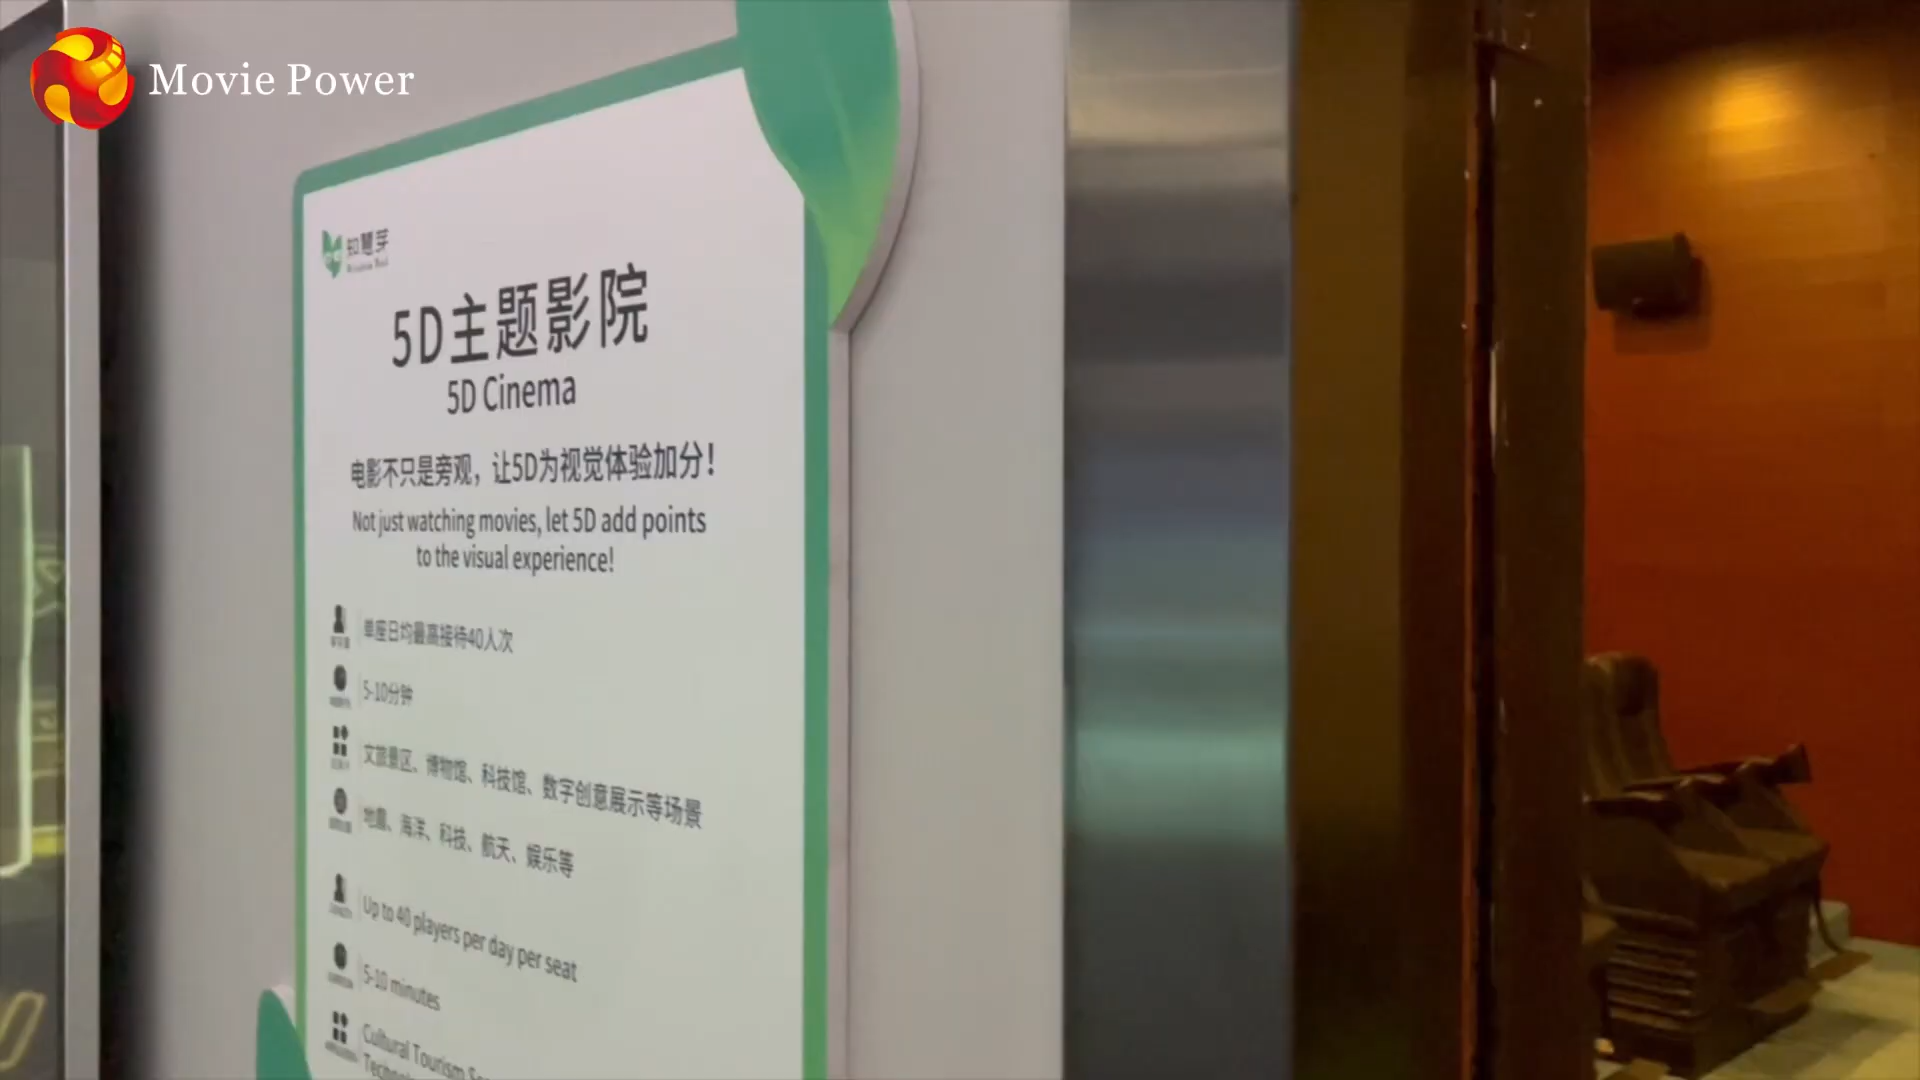 Movie Power
知慧芽
5D主题影院
5D Cinema
电影不只是旁观，让5D为视觉体验加分！
Not just watching movies, let 5D add points
to the visual experience!
单座日均最高接待40人次
5-10分钟
文旅景区、博物馆、科技馆、数字创意展示等场景
地震、海洋、科技、航天、娱乐等
Up to 40 players per day per seat
5-10 minutes
Cultural Tourism